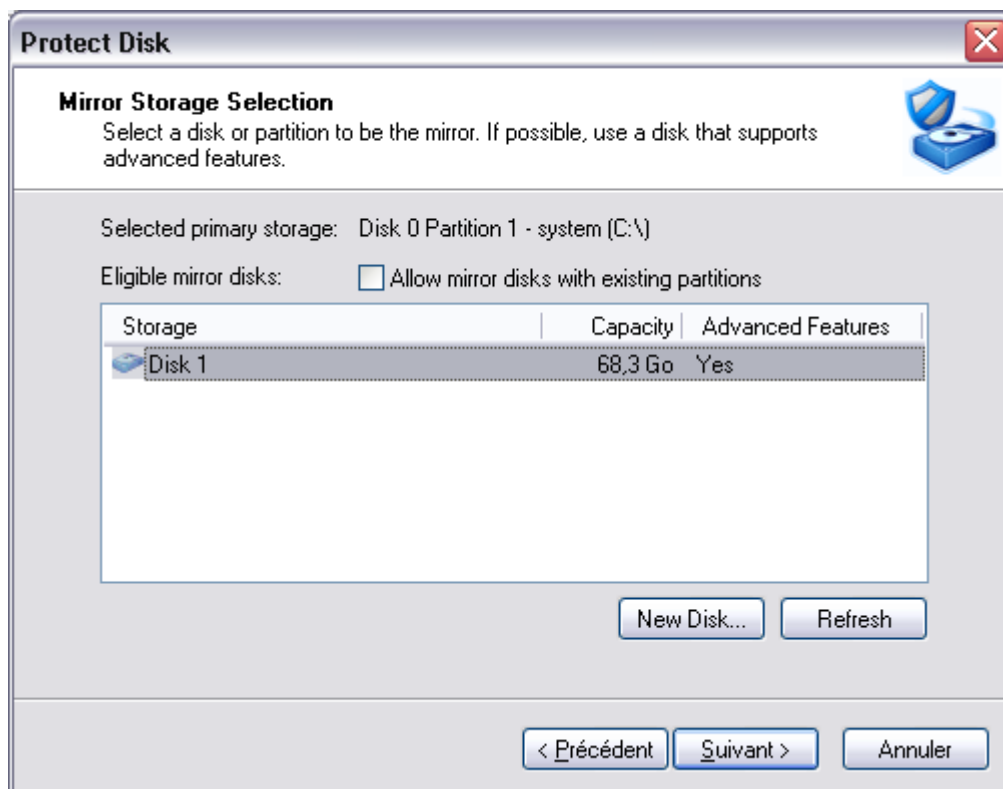 Protect Disk
Mirror Storage Selection
Select a disk or partition to be the mirror. If possible, use a disk that supports
advanced features.
Selected primary storage: Disk 0 Partition 1 - system (C:\)
Eligible mirror disks: Allow mirror disks with existing partitions
Storage Capacity Advanced Features
Disk 1 68,3 Go Yes
New Disk... Refresh
< Précédent Suivant > Annuler